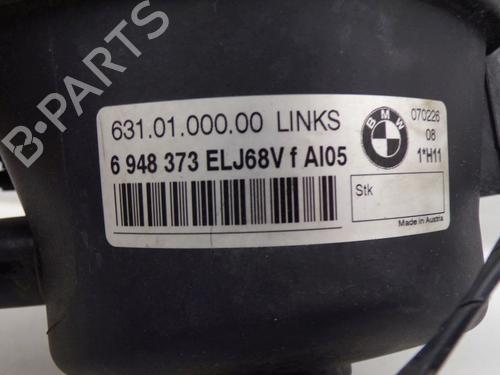 B-PARTS
631.01.000.00 LINKS
6 948 373 ELJ68V f AI05
BMW
070226
08
1*H11
Stk
Made in Austria